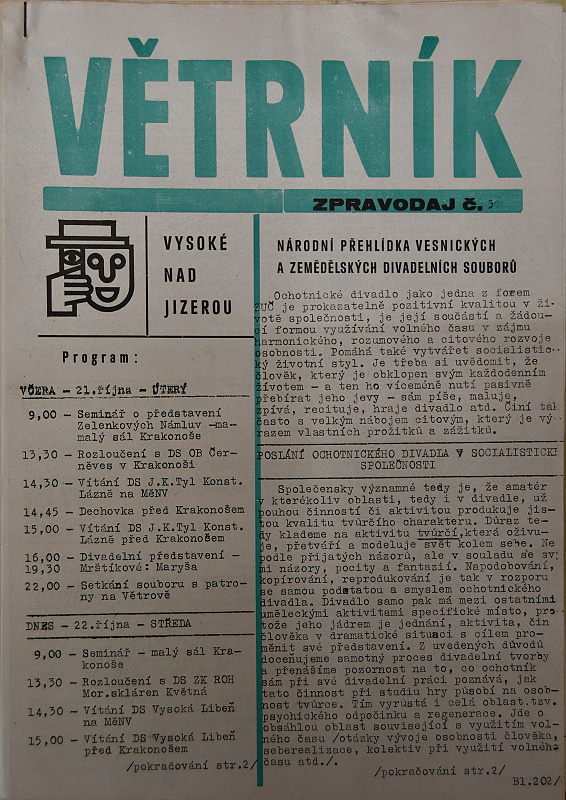 VĚTRNÍK
ZPRAVODAJ č. 3
VYSOKÉ
NAD
JIZEROU
Program:
VČERA - 21.října - ÚTERÝ
9,00 - Seminář o představení
Zelenkových Námluv -ma-
malý sál Krakonoše
13,30 - Rozloučení s DS OB Čer-
něves v Krakonoši
14,30 - Vítání DS J.K.Tyl Konst.
Lázně na MěNV
14,45 - Dechovka před Krakonošem
15,00 - Vítání DS J.K.Tyl Konst.
Lázně před Krakonošem
16,00 - Divadelní představení -
19,30 Mrštíkové: Maryša
22,00 - Setkání souboru s patro-
ny na Větrově
DNES - 22.října - STŘEDA
9,00 - Seminář - malý sál Kra-
konoše
13,30 - Rozloučení s DS ZK ROH
Mor.skláren Květná
14,30 - Vítání DS Vysoká Libeň
na MěNV
15,00 - Vítání DS Vysoká Libeň
před Krakonošem
/pokračování str.2/
NÁRODNÍ PŘEHLÍDKA VESNICKÝCH
A ZEMĚDĚLSKÝCH DIVADELNÍCH SOUBORŮ
Ochotnické divadlo jako jedna z forem
ZUČ je prokazatelně pozitivní kvalitou v ži-
votě společnosti, je její součástí a žádou-
cí formou využívání volného času v zájmu
harmonického, rozumového a citového rozvoje
osobnosti. Pomáhá také vytvářet socialistic-
ký životní styl. Je třeba si uvědomit, že
člověk, který je obklopen svým každodenním
životem - a ten ho víceméně nutí pasivně
přebírat jeho jevy - sám píše, maluje,
zpívá, recituje, hraje divadlo atd. Činí tak
často s velkým nábojem citovým, který je vý-
razem vlastních prožitků a zážitků.
POSLÁNÍ OCHOTNICKÉHO DIVADLA V SOCIALISTICKÉ
SPOLEČNOSTI
Společensky významné tedy je, že amatér
v kterékoliv oblasti, tedy i v divadle, už
pouhou činností či aktivitou produkuje jis-
tou kvalitu tvůrčího charakteru. Důraz te-
dy klademe na aktivitu tvůrčí,která oživu-
je, přetváří a modeluje svět kolem sebe. Ne
podle přijatých názorů, ale v souladu se svý
mi názory, pocity a fantazií. Napodobování,
kopírování, reprodukování je tak v rozporu
se samou podstatou a smyslem ochotnického
divadla. Divadlo samo pak má mezi ostatními
uměleckými aktivitami specifické místo, pro-
tože jeho jádrem je jednání, aktivita, čin
člověka v dramatické situaci s cílem pro-
měnit své představení. Z uvedených důvodů
doceňujeme samotný proces divadelní tvorby
a přenášíme pozornost na to, co ochotník
sám při své divadelní práci poznává, jak
tato činnost při studiu hry působí na osob-
nost tvůrce. Tím vyrůstá i celá oblast.tzv.
psychického odpočinku a regenerace. Jde o
obsáhlou oblast související s využitím vol-
ného času /otázky vývoje osobnosti člověka,
seberealizace, kolektiv při využití volného
času atd./.
/pokračování str.2/
B1.202/